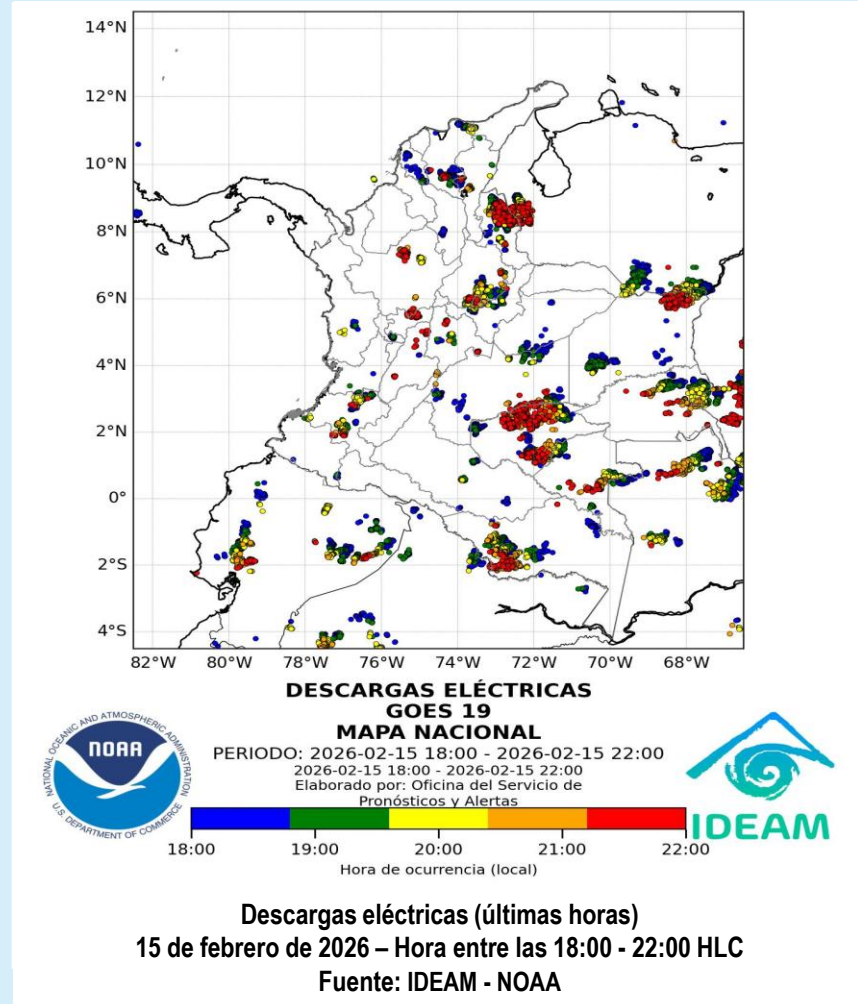 14°N
12°N
10°N
8°N
6°N
4°N
2°N
0°
2°S
4°S
82°W 80°W 78°W 76°W 74°W 72°W 70°W 68°W
DESCARGAS ELÉCTRICAS
GOES 19
MAPA NACIONAL
PERIODO: 2026-02-15 18:00 - 2026-02-15 22:00
2026-02-15 18:00 - 2026-02-15 22:00
Elaborado por: Oficina del Servicio de
Pronósticos y Alertas
NATIONAL OCEANIC AND ATMOSPHERIC ADMINISTRATION
NOAA
U.S. DEPARTMENT OF COMMERCE
IDEAM
18:00 19:00 20:00 21:00 22:00
Hora de ocurrencia (local)
Descargas eléctricas (últimas horas)
15 de febrero de 2026 – Hora entre las 18:00 - 22:00 HLC
Fuente: IDEAM - NOAA